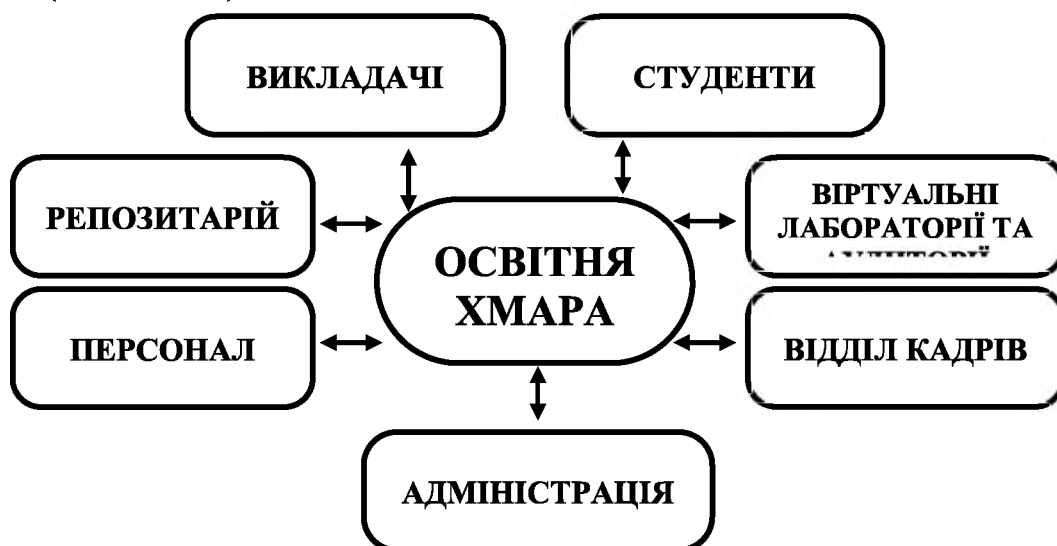 ВИКЛАДАЧІ
СТУДЕНТИ
РЕПОЗИТАРІЙ
ВІРТУАЛЬНІ
ЛАБОРАТОРІЇ ТА
ОСВІТНЯ
ХМАРА
ПЕРСОНАЛ
ВІДДІЛ КАДРІВ
АДМІНІСТРАЦІЯ